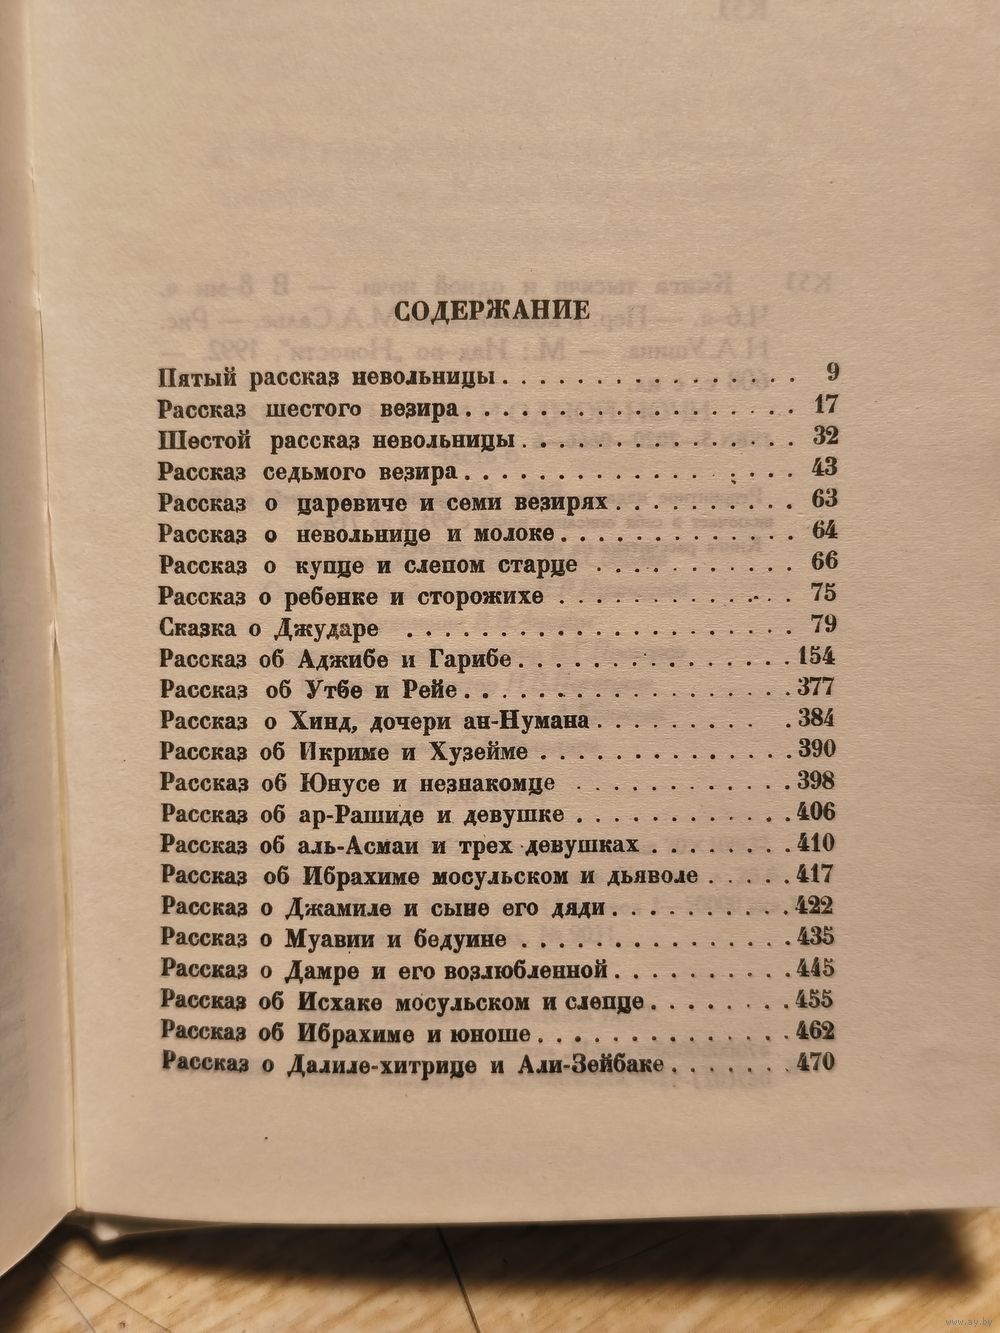 СОДЕРЖАНИЕ
Пятый рассказ невольницы . . . . . . . . . . . . . . . . 9
Рассказ шестого везира . . . . . . . . . . . . . . . . . 17
Шестой рассказ невольницы . . . . . . . . . . . . . . . 32
Рассказ седьмого везира . . . . . . . . . . . . . . . . . 43
Рассказ о царевиче и семи везирях . . . . . . . . . . 63
Рассказ о невольнице и молоке . . . . . . . . . . . . . 64
Рассказ о купце и слепом старце . . . . . . . . . . . 66
Рассказ о ребенке и сторожихе . . . . . . . . . . . . . 75
Сказка о Джударе . . . . . . . . . . . . . . . . . . . . 79
Рассказ об Аджибе и Гарибе . . . . . . . . . . . . . . . 154
Рассказ об Утбе и Рейе . . . . . . . . . . . . . . . . . 377
Рассказ о Хинд, дочери ан-Нумана . . . . . . . . . . 384
Рассказ об Икриме и Хузейме . . . . . . . . . . . . . . 390
Рассказ об Юнусе и незнакомце . . . . . . . . . . . . 398
Рассказ об ар-Рашиде и девушке . . . . . . . . . . . . 406
Рассказ об аль-Асмаи и трех девушках . . . . . . . . 410
Рассказ об Ибрахиме мосульском и дьяволе . . . . . 417
Рассказ о Джамиле и сыне его дяди . . . . . . . . . . 422
Рассказ о Муавии и бедуине . . . . . . . . . . . . . . . 435
Рассказ о Дамре и его возлюбленной . . . . . . . . . . 445
Рассказ об Исхаке мосульском и слепце . . . . . . . . 455
Рассказ об Ибрахиме и юноше . . . . . . . . . . . . . . 462
Рассказ о Далиле-хитрице и Али-Зейбаке . . . . . . . 470
www.ay.by